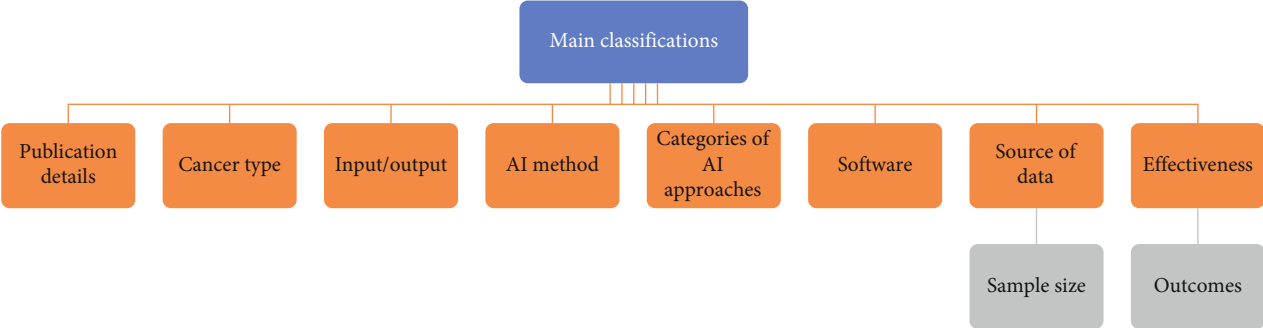 Main classifications
Publication
details
Cancer type
Input/output
AI method
Categories of
AI
approaches
Software
Source of
data
Effectiveness
Sample size
Outcomes